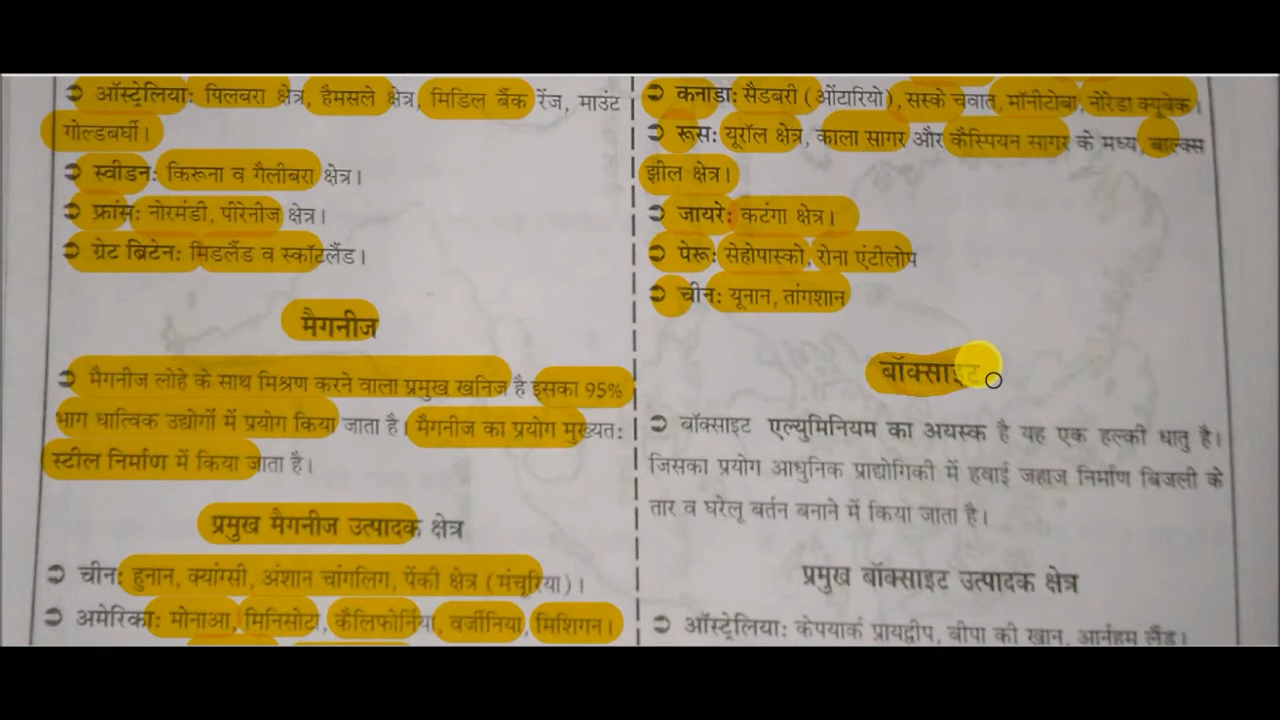 ➲ ऑस्ट्रेलिया: पिलबरा क्षेत्र, हैमसले क्षेत्र, मिडिल बैंक रेंज, माउंट
गोल्डबर्घी।
➲ स्वीडन: किरूना व गैलीबरा क्षेत्र।
➲ फ्रांस: नोरमंडी, पीरेनीज क्षेत्र।
➲ ग्रेट ब्रिटेन: मिडलैंड व स्कॉटलैंड।
मैगनीज
➲ मैगनीज लोहे के साथ मिश्रण करने वाला प्रमुख खनिज है इसका 95%
भाग धात्विक उद्योगों में प्रयोग किया जाता है। मैगनीज का प्रयोग मुख्यत:
स्टील निर्माण में किया जाता है।
प्रमुख मैगनीज उत्पादक क्षेत्र
➲ चीन: हुनान, क्यांग्सी, अंशान चांगलिग, पेंकी क्षेत्र (मंचूरिया)।
➲ अमेरिका: मोनाआ, मिनिसोटा, कैलिफोर्निया, वर्जीनिया, मिशिगन।
➲ कनाडा: सैडबरी (ओंटारियो), सस्के चवात, मॉनीटोबा, नोरेडा क्यूबेक।
➲ रूस: यूरॉल क्षेत्र, काला सागर और कैस्पियन सागर के मध्य, बाल्क्स
झील क्षेत्र।
➲ जायरे: कटंगा क्षेत्र।
➲ पेरू: सेहोपास्को, रोना एंटीलोप
➲ चीन: यूनान, तांगशान
बॉक्साइट
➲ बॉक्साइट एल्युमिनियम का अयस्क है यह एक हल्की धातु है।
जिसका प्रयोग आधुनिक प्राद्योगिकी में हवाई जहाज निर्माण बिजली के
तार व घरेलू बर्तन बनाने में किया जाता है।
प्रमुख बॉक्साइट उत्पादक क्षेत्र
➲ ऑस्ट्रेलिया: केपयार्क प्रायद्वीप, बीपा की खान, आर्नहम लैंड।